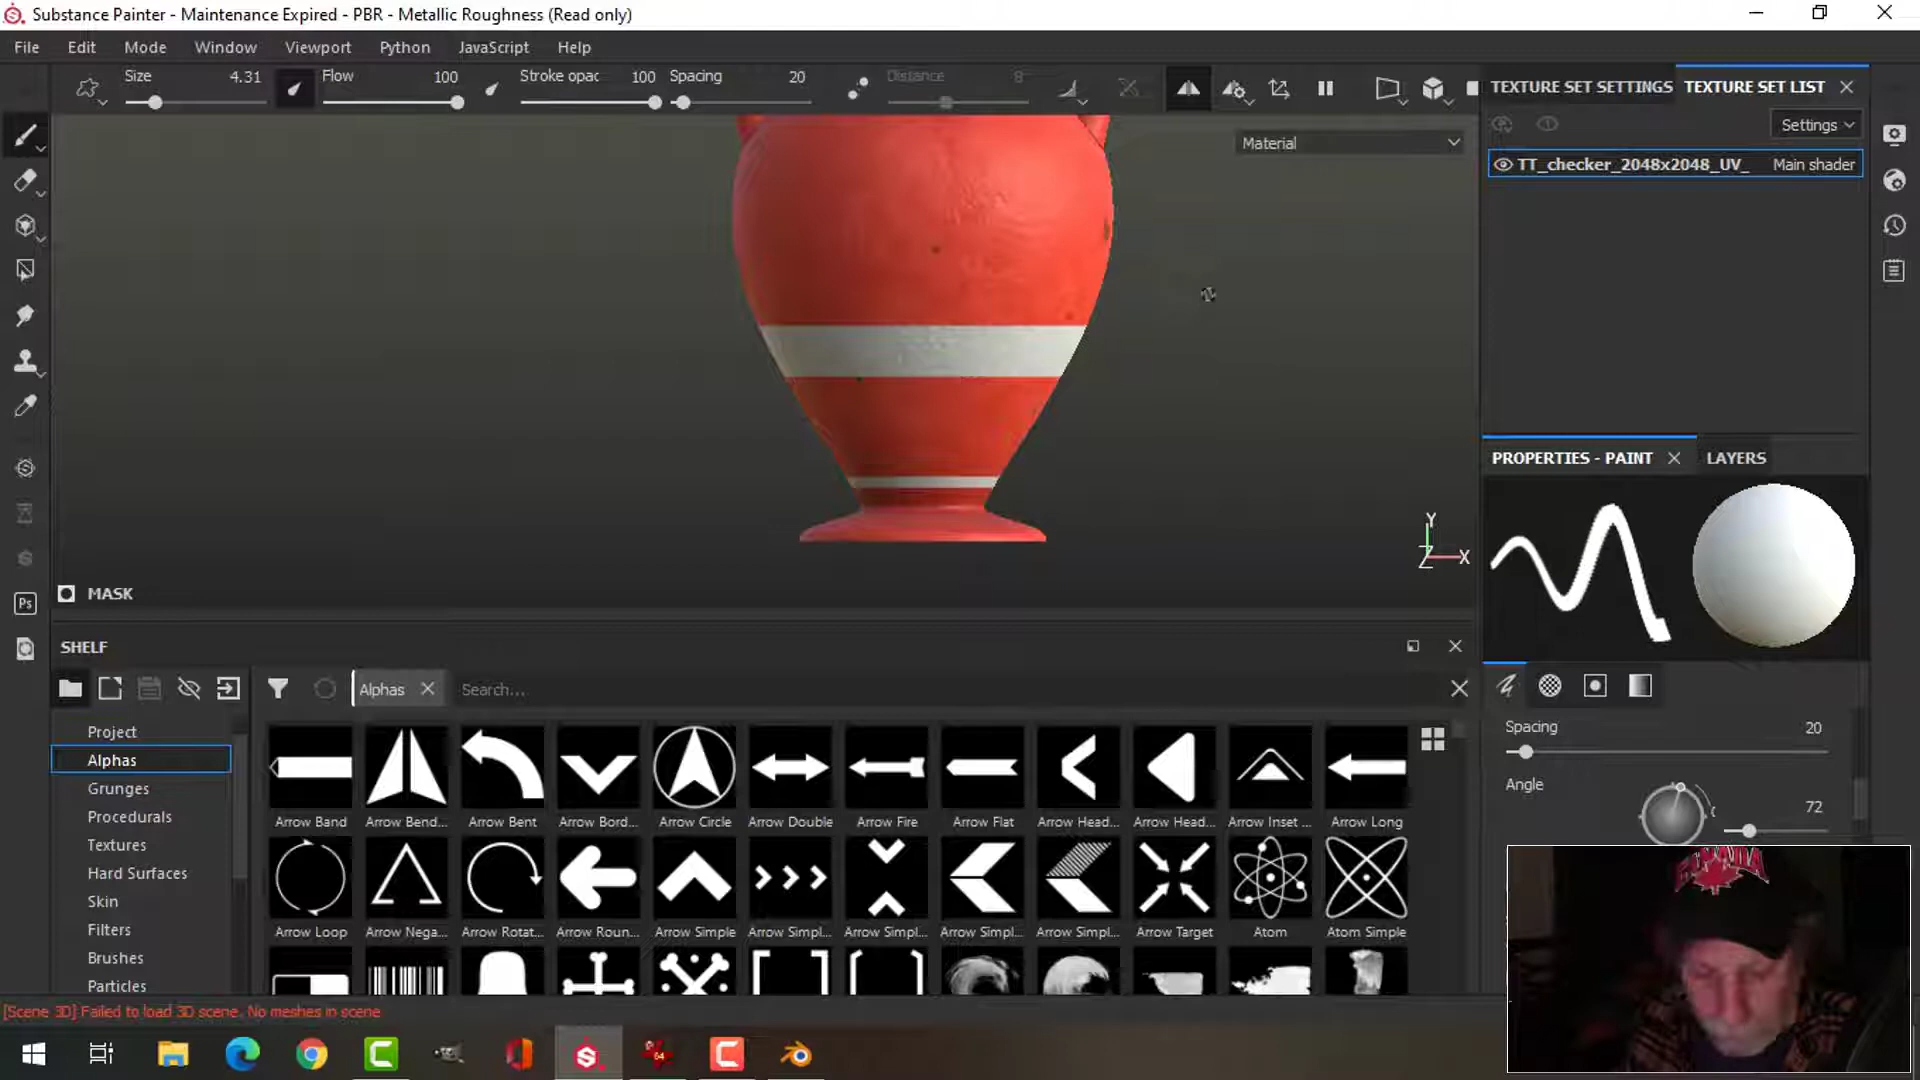 Substance Painter - Maintenance Expired - PBR - Metallic Roughness (Read only)
File Edit Mode Window Viewport Python JavaScript Help
Size 4.31 Flow 100 Stroke opac 100 Spacing 20 Distance 8
TEXTURE SET SETTINGS TEXTURE SET LIST
Settings
Material
TT_checker_2048x2048_UV_ Main shader
PROPERTIES - PAINT LAYERS
Y
Z X
MASK
Ps
SHELF
Alphas Search...
Spacing 20
Angle 72
Project
Alphas
Grunges
Procedurals
Textures
Hard Surfaces
Skin
Filters
Brushes
Particles
Arrow Band Arrow Bend... Arrow Bent Arrow Bord... Arrow Circle Arrow Double Arrow Fire Arrow Flat Arrow Head... Arrow Head... Arrow Inset ... Arrow Long
Arrow Loop Arrow Nega... Arrow Rotat... Arrow Roun... Arrow Simple Arrow Simpl... Arrow Simpl... Arrow Simpl... Arrow Simpl... Arrow Target Atom Atom Simple
[Scene 3D] Failed to load 3D scene. No meshes in scene
64